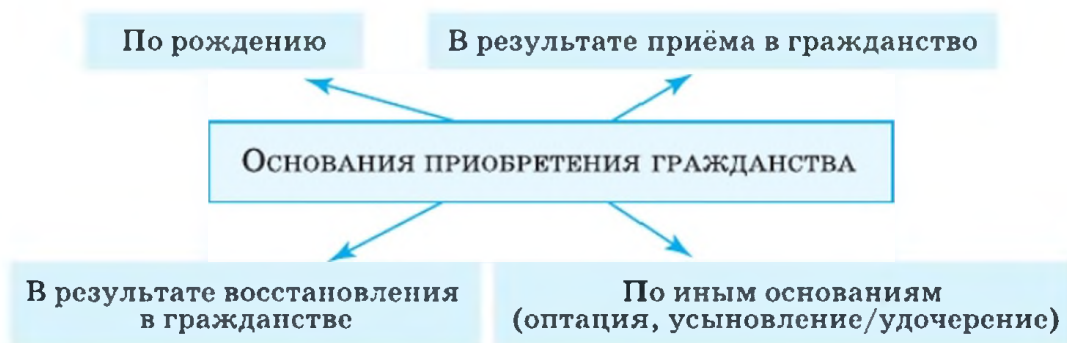 По рождению
В результате приёма в гражданство
Основания приобретения гражданства
В результате восстановления
в гражданстве
По иным основаниям
(оптация, усыновление/удочерение)